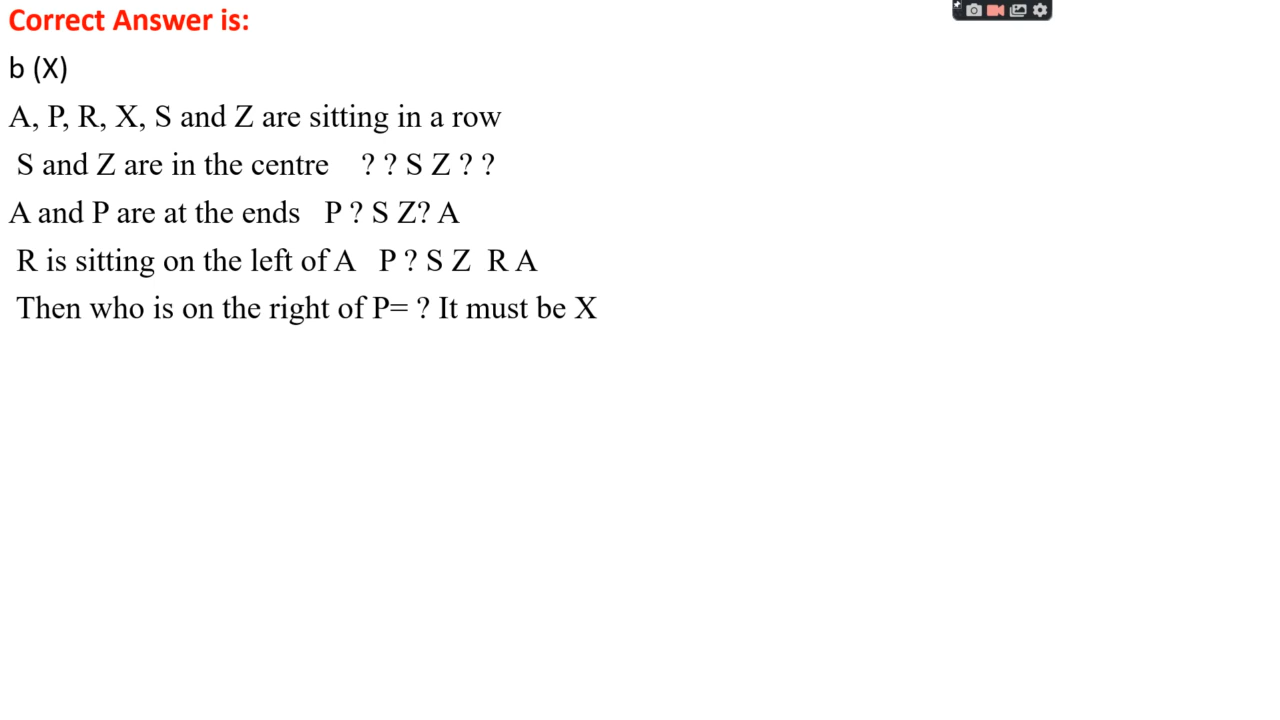 Correct Answer is:
b (X)
A, P, R, X, S and Z are sitting in a row
S and Z are in the centre ? ? S Z ? ?
A and P are at the ends P ? S Z? A
R is sitting on the left of A P ? S Z R A
Then who is on the right of P= ? It must be X